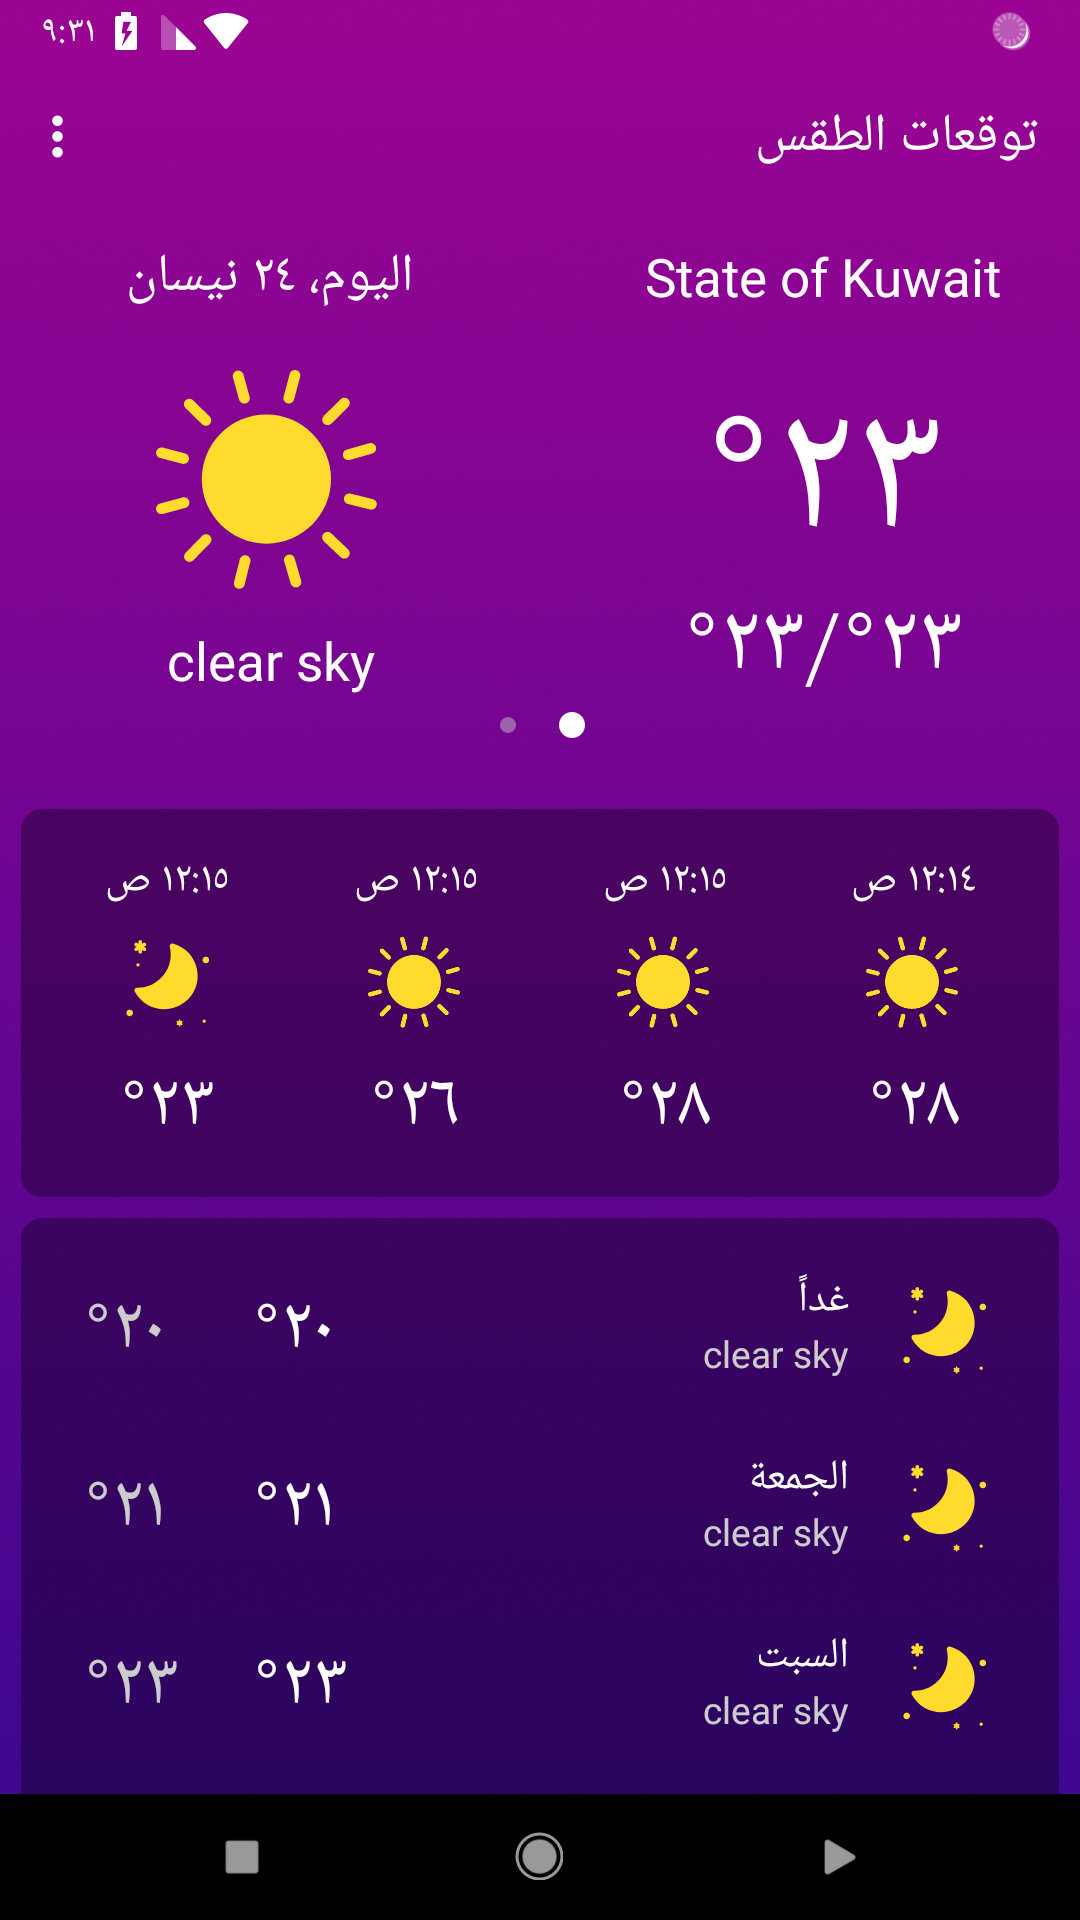 ٩:٣١
توقعات الطقس
State of Kuwait
اليوم، ٢٤ نيسان
٢٣°
٢٣°/٢٣°
clear sky
١٢:١٤ ص ١٢:١٥ ص ١٢:١٥ ص ١٢:١٥ ص
٢٨° ٢٨° ٢٦° ٢٣°
غداً
clear sky
٢٠° ٢٠°
الجمعة
clear sky
٢١° ٢١°
السبت
clear sky
٢٣° ٢٣°